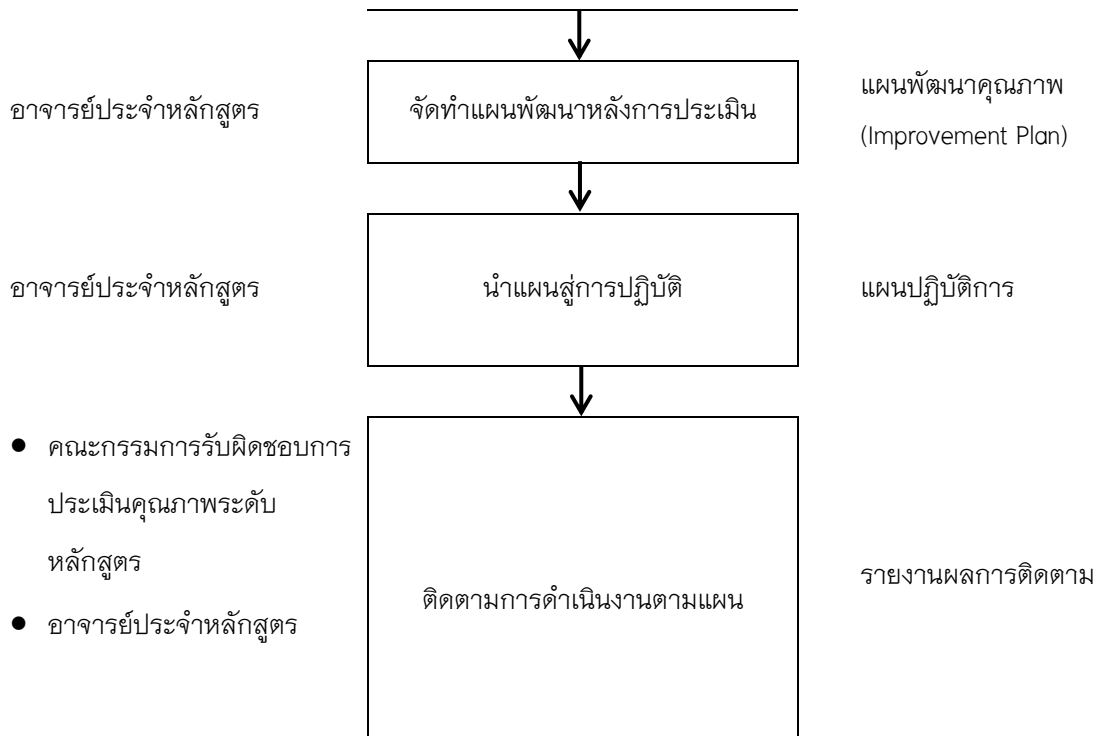 อาจารย์ประจำหลักสูตร
จัดทำแผนพัฒนาหลังการประเมิน
แผนพัฒนาคุณภาพ
(Improvement Plan)
อาจารย์ประจำหลักสูตร
นำแผนสู่การปฏิบัติ
แผนปฏิบัติการ
● คณะกรรมการรับผิดชอบการ
ประเมินคุณภาพระดับ
หลักสูตร
● อาจารย์ประจำหลักสูตร
ติดตามการดำเนินงานตามแผน
รายงานผลการติดตาม